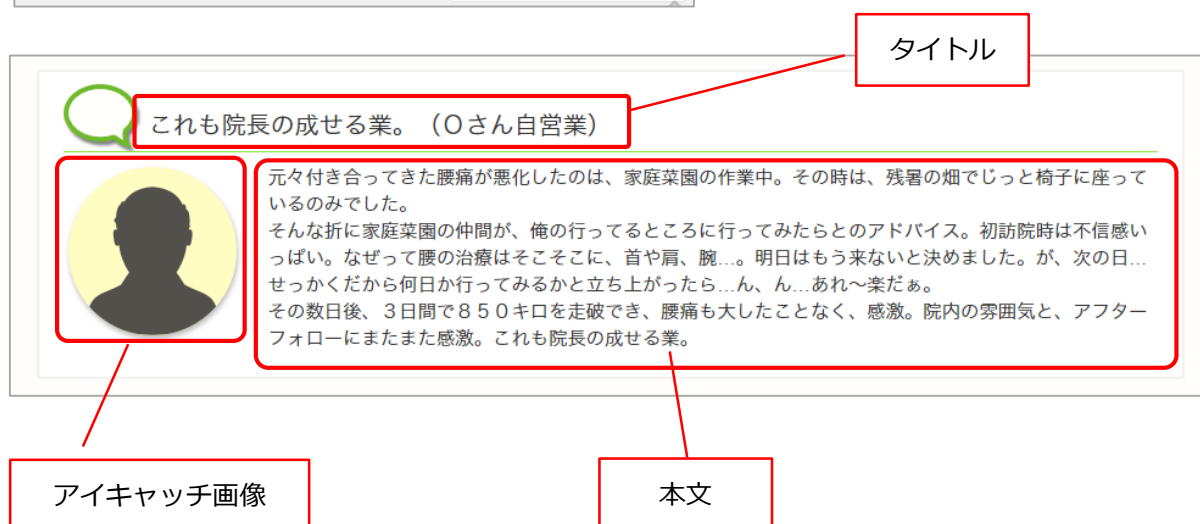 タイトル
これも院長の成せる業。（Ｏさん自営業）
元々付き合ってきた腰痛が悪化したのは、家庭菜園の作業中。その時は、残暑の畑でじっと椅子に座って
いるのみでした。
そんな折に家庭菜園の仲間が、俺の行ってるところに行ってみたらとのアドバイス。初訪院時は不信感い
っぱい。なぜって腰の治療はそこそこに、首や肩、腕…。明日はもう来ないと決めました。が、次の日…
せっかくだから何日か行ってみるかと立ち上がったら…ん、ん…あれ～楽だぁ。
その数日後、３日間で８５０キロを走破でき、腰痛も大したことなく、感激。院内の雰囲気と、アフター
フォローにまたまた感激。これも院長の成せる業。
アイキャッチ画像
本文